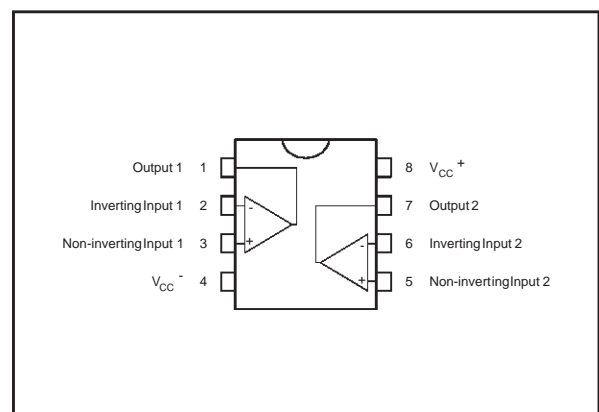 Output 1 1
Inverting Input 1 2 -
Non-inverting Input 1 3 +
VCC - 4
8 VCC +
7 Output 2
- 6 Inverting Input 2
+ 5 Non-inverting Input 2